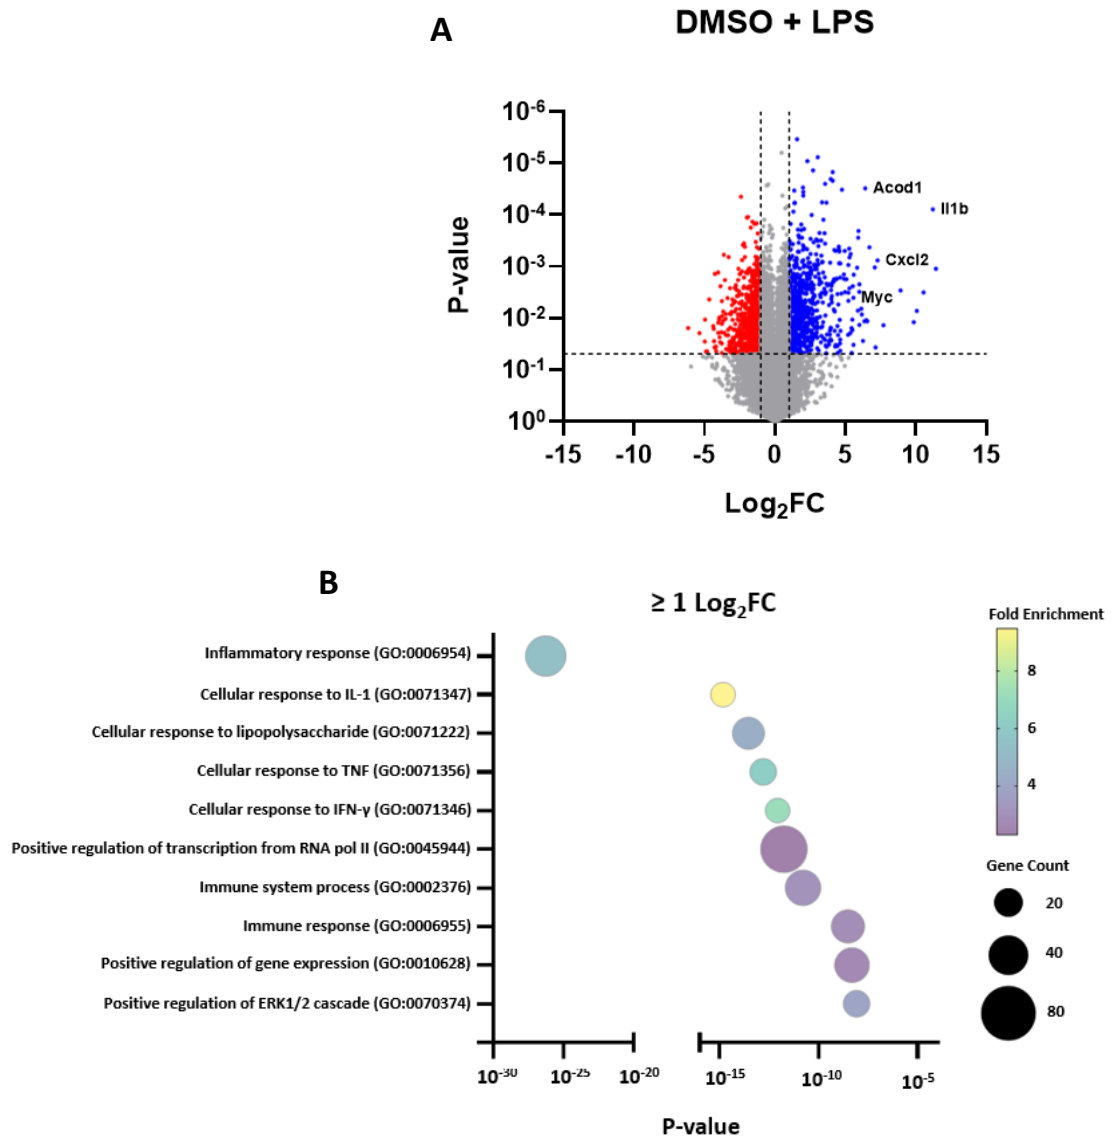 A
DMSO + LPS
10-6
10-5
10-4
10-3
10-2
10-1
100
P-value
Acod1
Il1b
Cxcl2
Myc
-15 -10 -5 0 5 10 15
Log2FC
B
≥ 1 Log2FC
Inflammatory response (GO:0006954)
Cellular response to IL-1 (GO:0071347)
Cellular response to lipopolysaccharide (GO:0071222)
Cellular response to TNF (GO:0071356)
Cellular response to IFN-γ (GO:0071346)
Positive regulation of transcription from RNA pol II (GO:0045944)
Immune system process (GO:0002376)
Immune response (GO:0006955)
Positive regulation of gene expression (GO:0010628)
Positive regulation of ERK1/2 cascade (GO:0070374)
10-30 10-25 10-20 10-15 10-10 10-5
P-value
Fold Enrichment
8
6
4
Gene Count
20
40
80